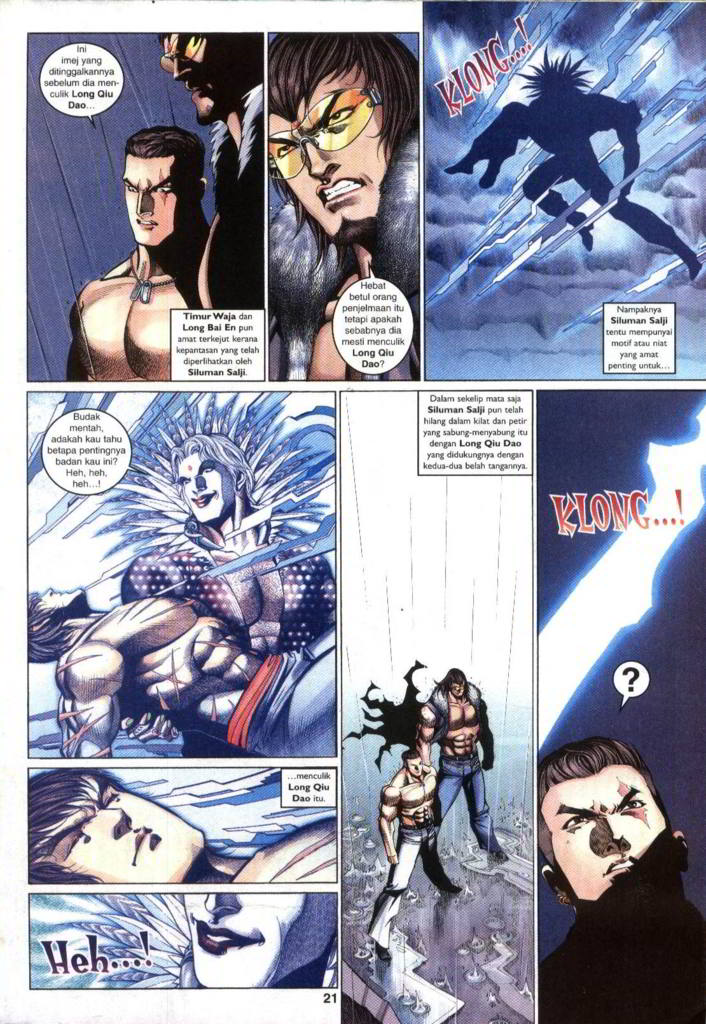 Ini
imej yang
ditinggalkannya
sebelum dia men-
culik Long Qiu
Dao...
Timur Waja dan
Long Bai En pun
amat terkejut kerana
kepantasan yang telah
diperlihatkan oleh
Siluman Salji.
Hebat
betul orang
penjelmaan itu
tetapi apakah
sebabnya dia
mesti menculik
Long Qiu
Dao?
KLONG...!
Nampaknya
Siluman Salji
tentu mempunyai
motif atau niat
yang amat
penting untuk...
Budak
mentah,
adakah kau tahu
betapa pentingnya
badan kau ini?
Heh, heh,
heh...!
...menculik
Long Qiu
Dao itu.
Heh...!
Dalam sekelip mata saja
Siluman Salji pun telah
hilang dalam kilat dan petir
yang sabung-menyabung itu
dengan Long Qiu Dao
yang didukungnya dengan
kedua-dua belah tangannya.
KLONG...!
?
21